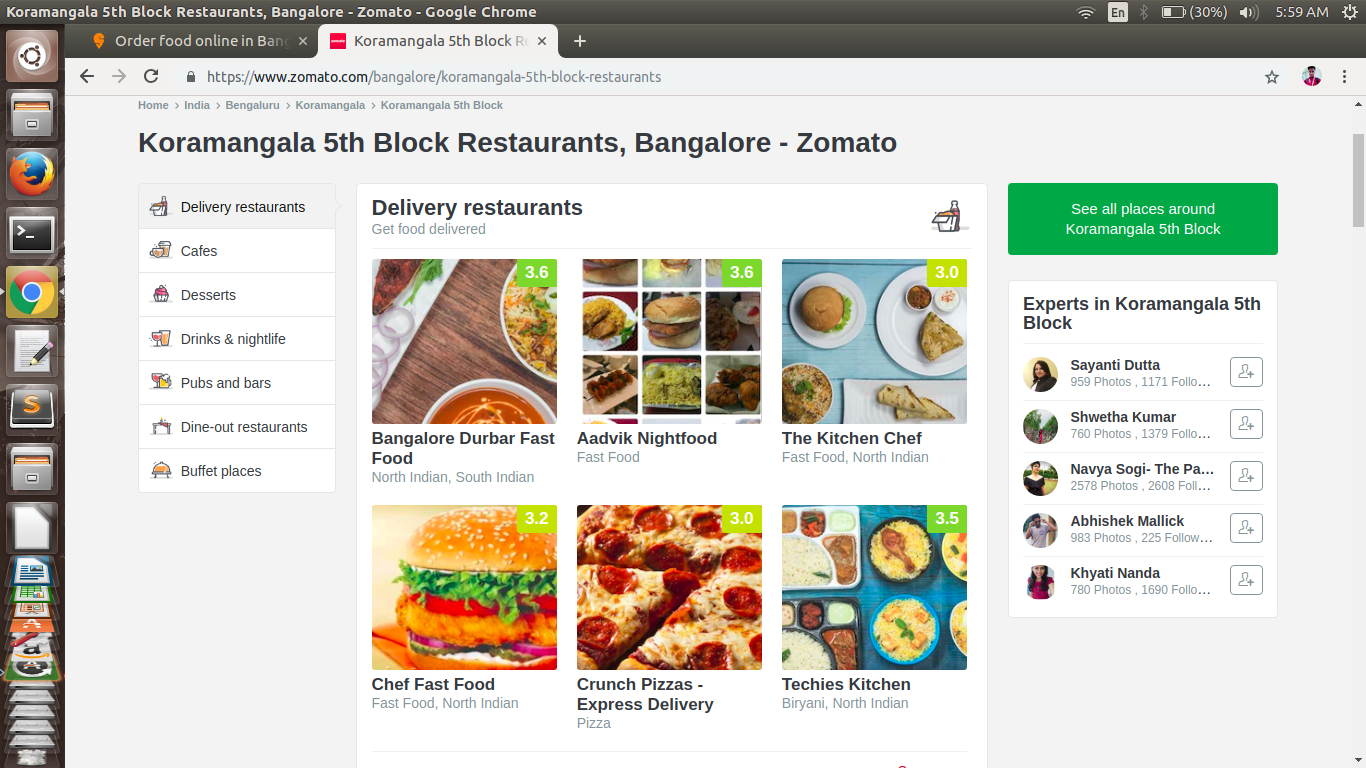 Koramangala 5th Block Restaurants, Bangalore - Zomato - Google Chrome
En
(30%)
5:59 AM
Order food online in Bang
Koramangala 5th Block Re
https://www.zomato.com/bangalore/koramangala-5th-block-restaurants
Home > India > Bengaluru > Koramangala > Koramangala 5th Block
Koramangala 5th Block Restaurants, Bangalore - Zomato
Delivery restaurants
Cafes
Desserts
Drinks & nightlife
Pubs and bars
Dine-out restaurants
Buffet places
Delivery restaurants
Get food delivered
3.6
Bangalore Durbar Fast
Food
North Indian, South Indian
3.6
Aadvik Nightfood
Fast Food
3.0
The Kitchen Chef
Fast Food, North Indian
3.2
Chef Fast Food
Fast Food, North Indian
3.0
Crunch Pizzas -
Express Delivery
Pizza
3.5
Techies Kitchen
Biryani, North Indian
See all places around
Koramangala 5th Block
Experts in Koramangala 5th
Block
Sayanti Dutta
959 Photos , 1171 Follo...
Shwetha Kumar
760 Photos , 1379 Follo...
Navya Sogi- The Pa...
2578 Photos , 2608 Foll...
Abhishek Mallick
983 Photos , 225 Follow...
Khyati Nanda
780 Photos , 1690 Follo...